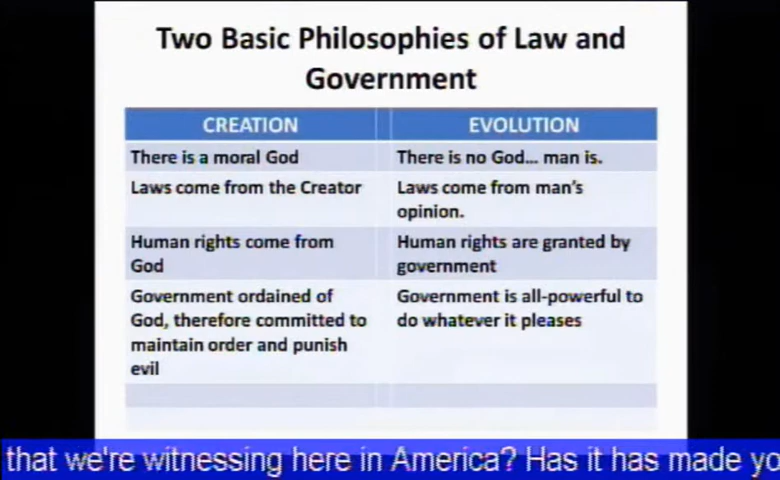 Two Basic Philosophies of Law and
Government
CREATION
EVOLUTION
There is a moral God
There is no God... man is.
Laws come from the Creator
Laws come from man's
opinion.
Human rights come from
God
Human rights are granted by
government
Government ordained of
God, therefore committed to
maintain order and punish
evil
Government is all-powerful to
do whatever it pleases
that we're witnessing here in America? Has it has made yo